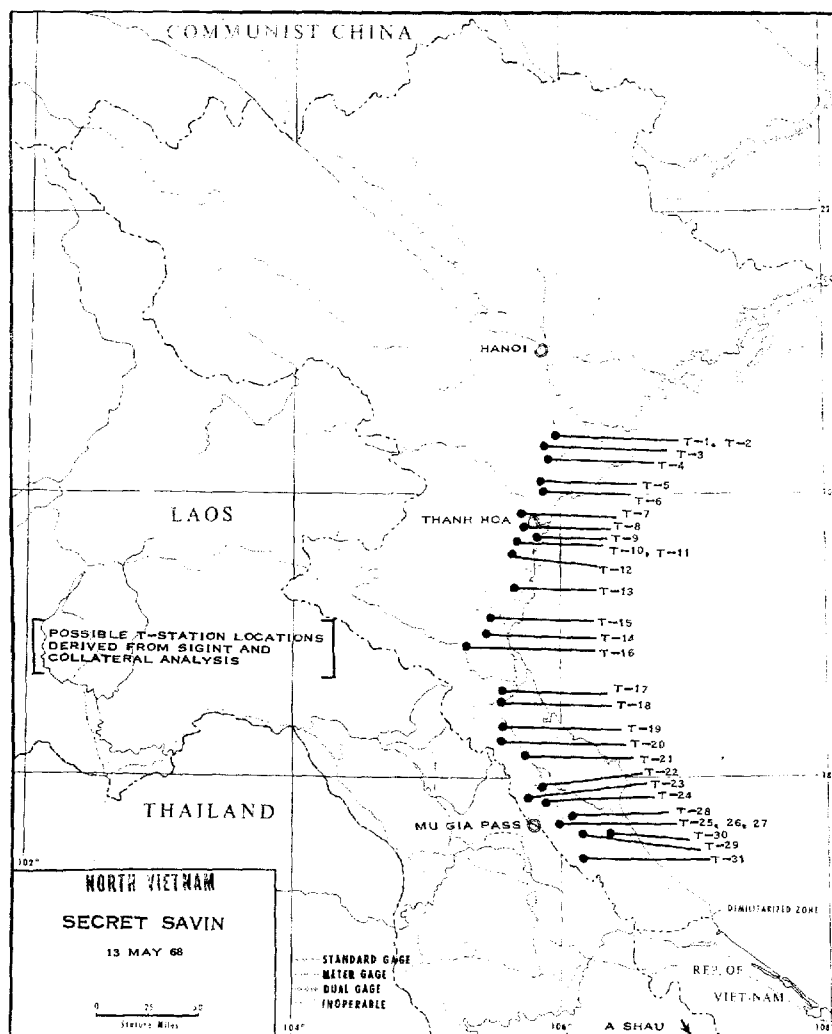 COMMUNIST CHINA
22
HANOI
T-1, T-2
T-3
T-4
T-5
T-6
LAOS
THANH HOA
T-7
T-8
T-9
T-10, T-11
T-12
T-13
[POSSIBLE T-STATION LOCATIONS
DERIVED FROM SIGINT AND
COLLATERAL ANALYSIS]
T-15
T-14
T-16
T-17
T-18
T-19
T-20
T-21
T-22
T-23
T-24
THAILAND
T-28
MU GIA PASS
T-25, 26, 27
T-30
T-29
T-31
102°
NORTH VIETNAM
SECRET SAVIN
13 MAY 68
DEMILITARIZED ZONE
STANDARD GAGE
METER GAGE
DUAL GAGE
INOPERABLE
REP. OF
VIET-NAM
0 25 50
Statute Miles
104°
106°
A SHAU